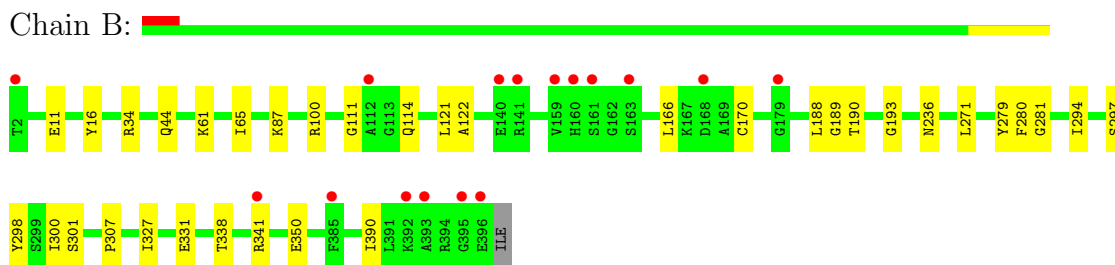 Chain B:
T2 E11 Y16 R34 Q44 K61 I65 K87 R100 G111 A112 G113 Q114 L121 A122 E140 R141 V159 H160 S161 G162 S163 L166 K167 D168 A169 C170 G179 L188 G189 T190 G193 N236 L271 Y279 F280 G281 I294 S297
Y298 S299 I300 S301 P307 I327 E331 T338 R341 E350 F385 I390 L391 K392 A393 R394 G395 E396 ILE